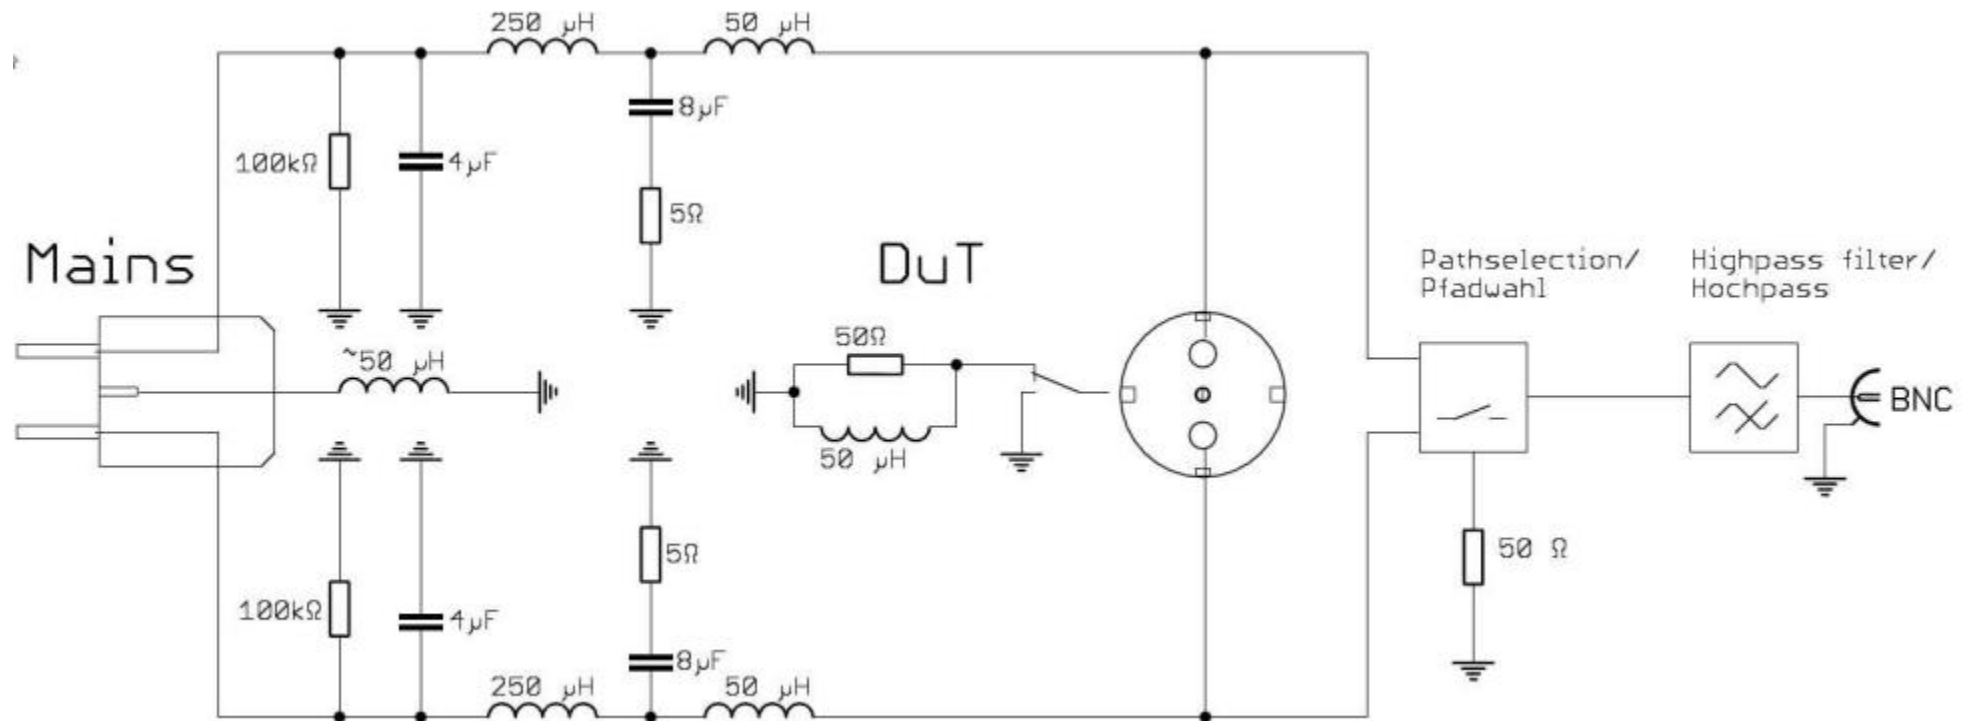 250 µH
50 µH
8µF
100kΩ
4µF
5Ω
Mains
DuT
Pathselection/
Pfadwahl
Highpass filter/
Hochpass
~50 µH
50Ω
BNC
50 µH
5Ω
50 Ω
100kΩ
4µF
8µF
250 µH
50 µH